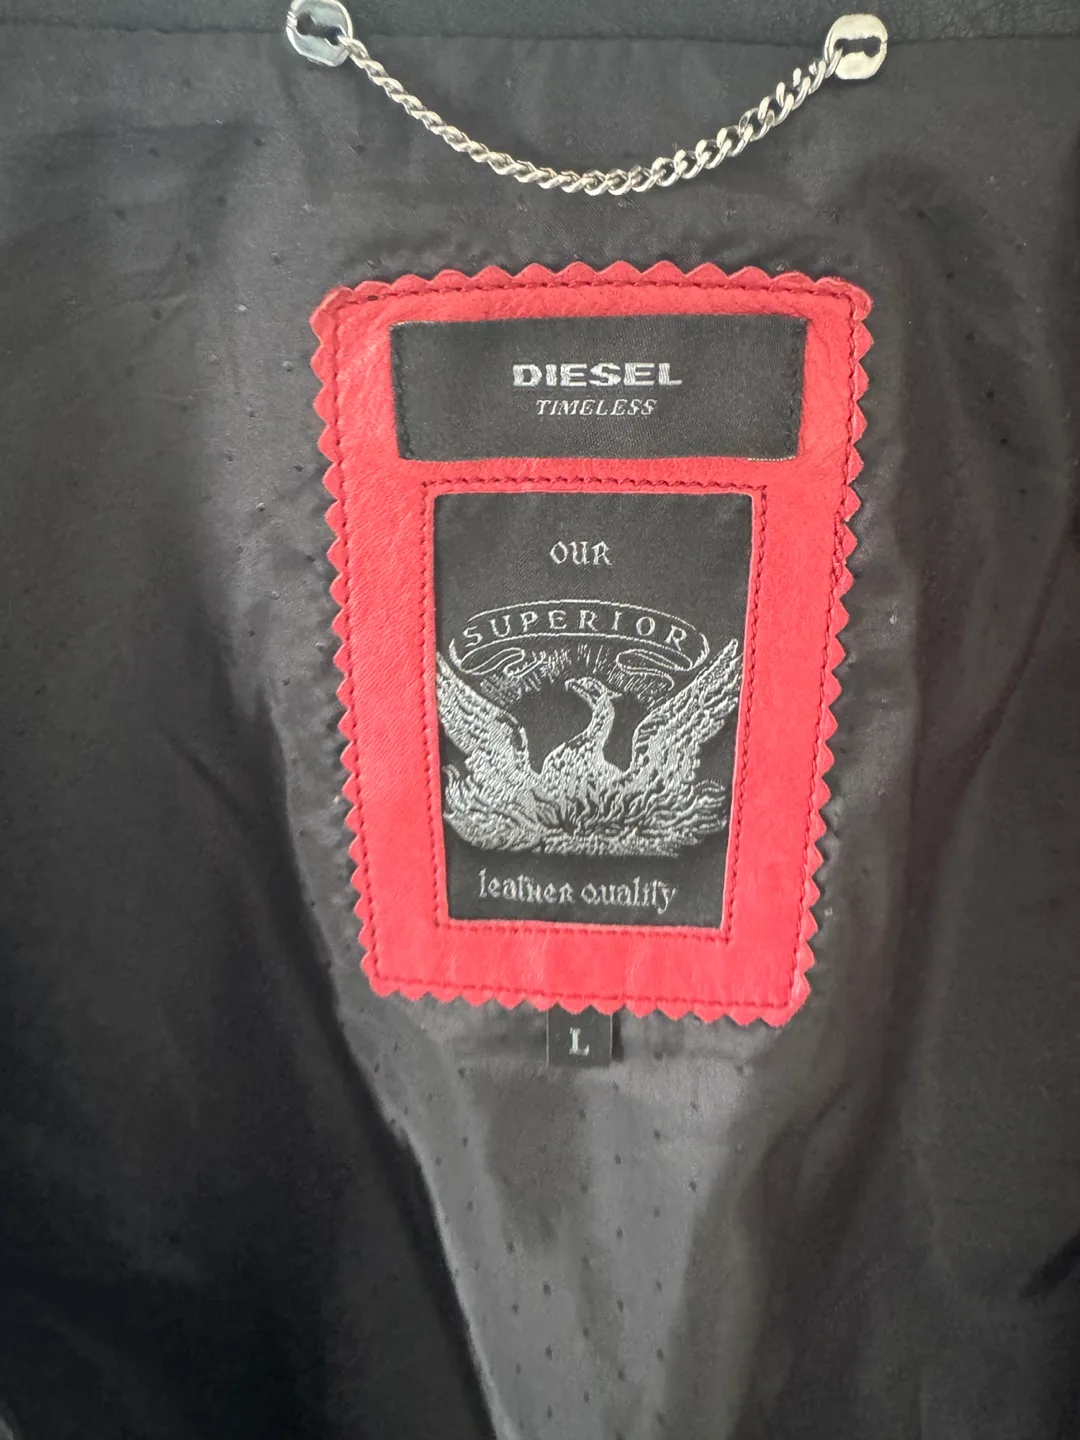 DIESEL
TIMELESS
OUR
SUPERIOR
leather quality
L